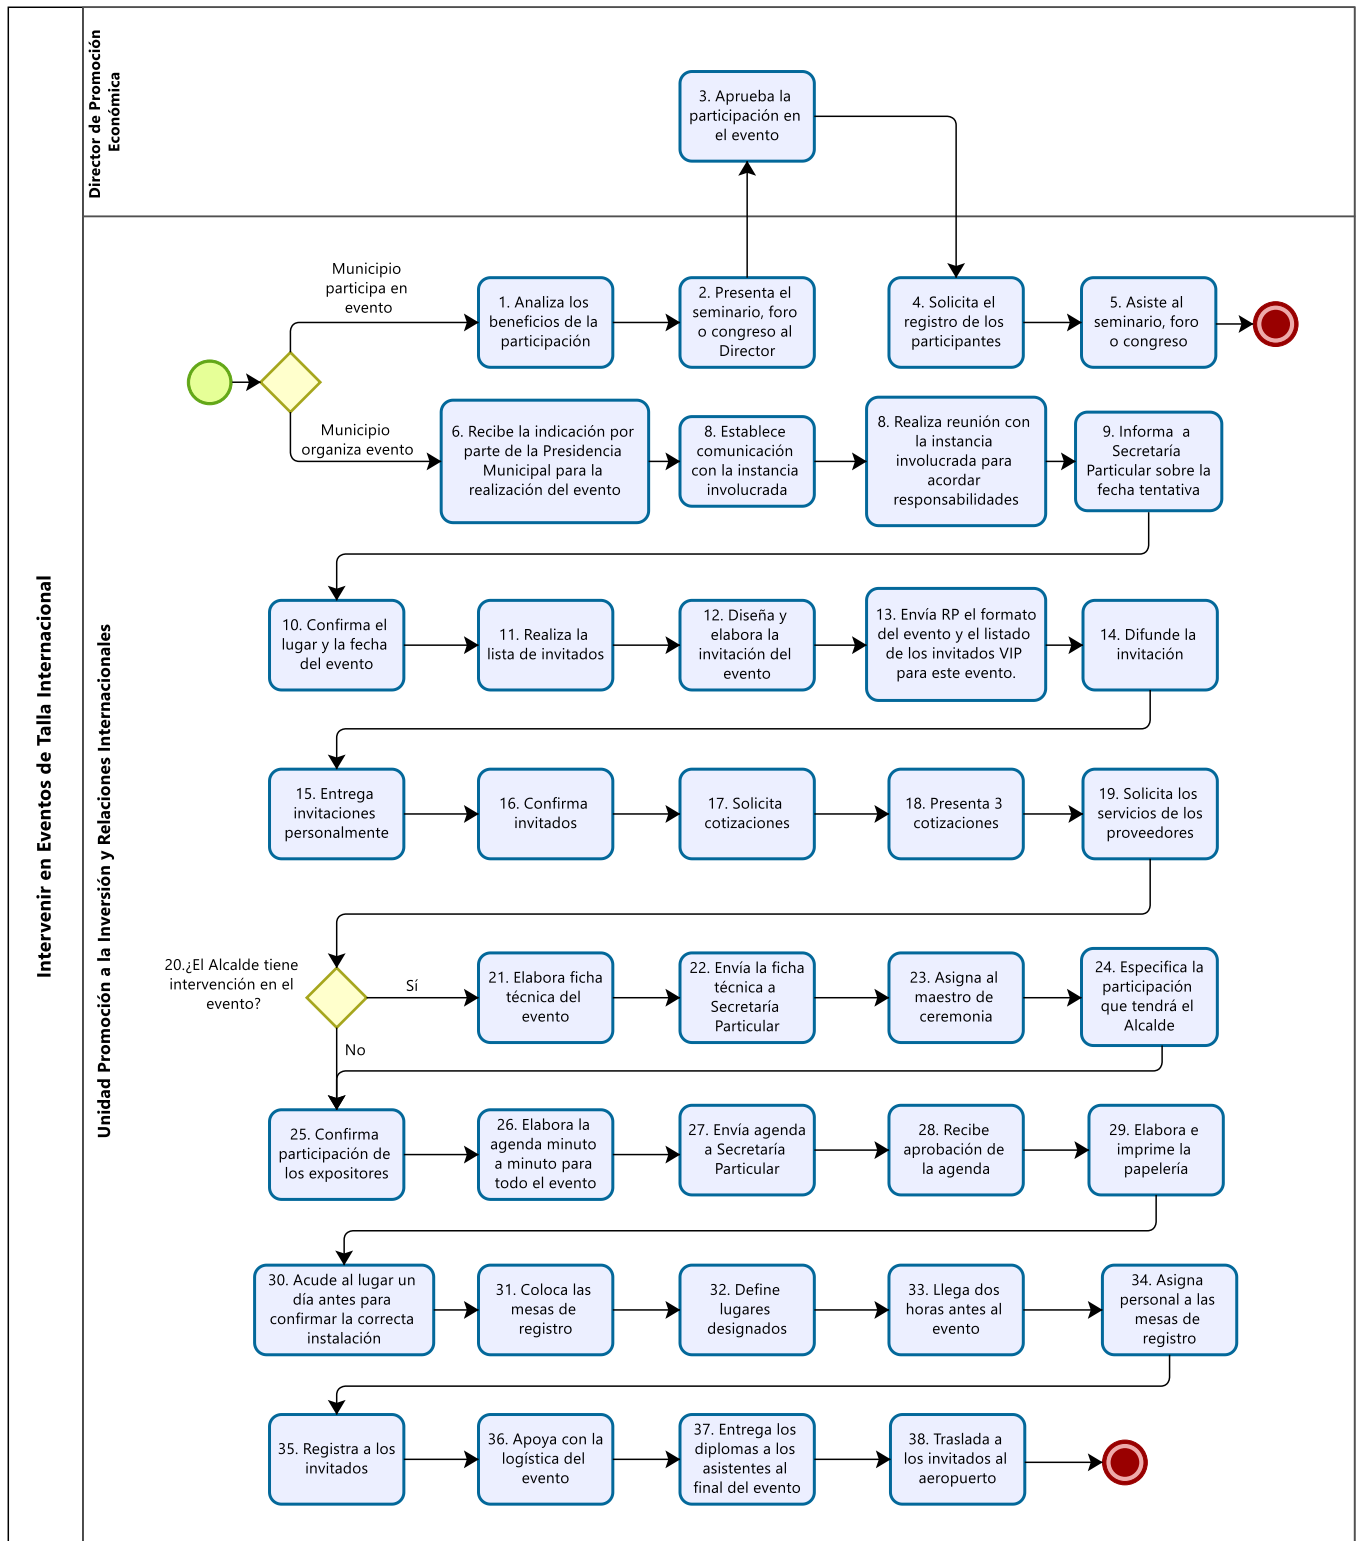 Intervenir en Eventos de Talla Internacional
Director de Promoción
Económica
Unidad Promoción a la Inversión y Relaciones Internacionales
3. Aprueba la
participación en
el evento
Municipio
participa en
evento
1. Analiza los
beneficios de la
participación
2. Presenta el
seminario, foro
o congreso al
Director
4. Solicita el
registro de los
participantes
5. Asiste al
seminario, foro
o congreso
Municipio
organiza evento
6. Recibe la indicación por
parte de la Presidencia
Municipal para la
realización del evento
8. Establece
comunicación
con la instancia
involucrada
8. Realiza reunión con
la instancia
involucrada para
acordar
responsabilidades
9. Informa a
Secretaría
Particular sobre la
fecha tentativa
10. Confirma el
lugar y la fecha
del evento
11. Realiza la
lista de invitados
12. Diseña y
elabora la
invitación del
evento
13. Envía RP el formato
del evento y el listado
de los invitados VIP
para este evento.
14. Difunde la
invitación
15. Entrega
invitaciones
personalmente
16. Confirma
invitados
17. Solicita
cotizaciones
18. Presenta 3
cotizaciones
19. Solicita los
servicios de los
proveedores
20.¿El Alcalde tiene
intervención en el
evento?
Sí
No
21. Elabora ficha
técnica del
evento
22. Envía la ficha
técnica a
Secretaría
Particular
23. Asigna al
maestro de
ceremonia
24. Especifica la
participación
que tendrá el
Alcalde
25. Confirma
participación de
los expositores
26. Elabora la
agenda minuto
a minuto para
todo el evento
27. Envía agenda
a Secretaría
Particular
28. Recibe
aprobación de
la agenda
29. Elabora e
imprime la
papelería
30. Acude al lugar un
día antes para
confirmar la correcta
instalación
31. Coloca las
mesas de
registro
32. Define
lugares
designados
33. Llega dos
horas antes al
evento
34. Asigna
personal a las
mesas de
registro
35. Registra a los
invitados
36. Apoya con la
logística del
evento
37. Entrega los
diplomas a los
asistentes al
final del evento
38. Traslada a
los invitados al
aeropuerto